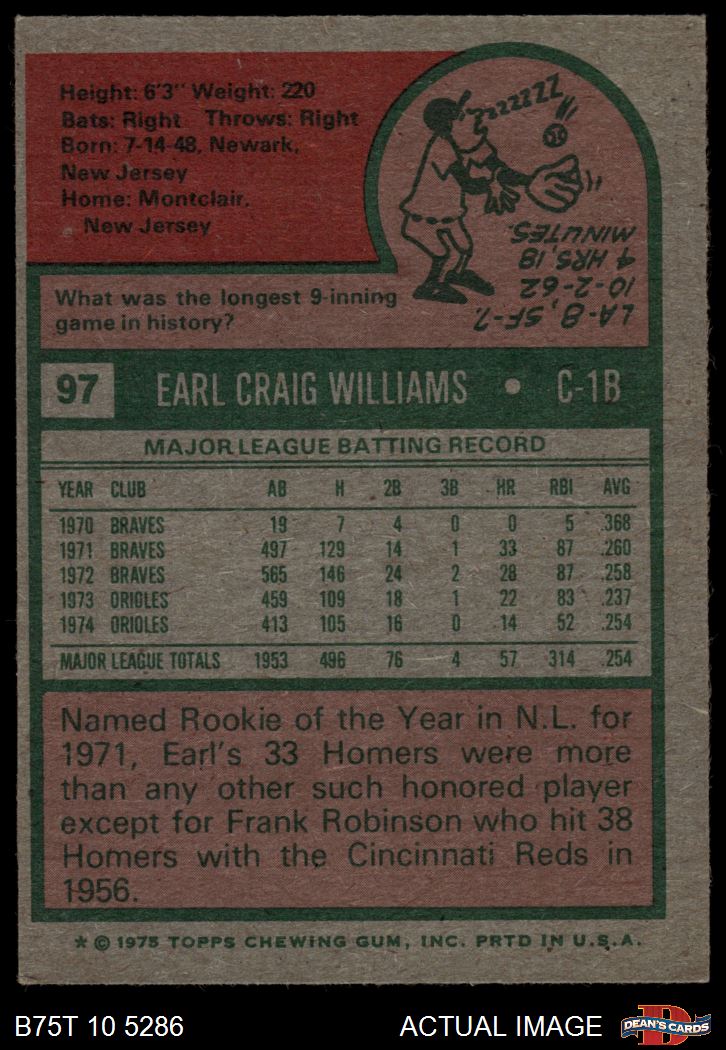 Height: 6'3" Weight: 220
Bats: Right Throws: Right
Born: 7-14-48, Newark,
New Jersey
Home: Montclair,
New Jersey
zzzzzZZ
What was the longest 9-inning
game in history?
LA-8, SF-7
10-2-62
4 HRS, 18
MINUTES.
97 EARL CRAIG WILLIAMS • C-1B
MAJOR LEAGUE BATTING RECORD
YEAR CLUB AB H 2B 3B HR RBI AVG
1970 BRAVES 19 7 4 0 0 5 .368
1971 BRAVES 497 129 14 1 33 87 .260
1972 BRAVES 565 146 24 2 28 87 .258
1973 ORIOLES 459 109 18 1 22 83 .237
1974 ORIOLES 413 105 16 0 14 52 .254
MAJOR LEAGUE TOTALS 1953 496 76 4 57 314 .254
Named Rookie of the Year in N.L. for
1971, Earl's 33 Homers were more
than any other such honored player
except for Frank Robinson who hit 38
Homers with the Cincinnati Reds in
1956.
* © 1975 TOPPS CHEWING GUM, INC. PRTD IN U.S.A.
B75T 10 5286 ACTUAL IMAGE
D
DEAN'S CARDS